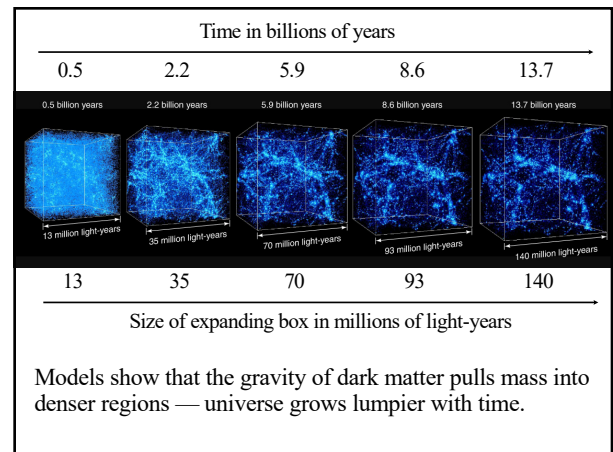 Time in billions of years
0.5 2.2 5.9 8.6 13.7
0.5 billion years 2.2 billion years 5.9 billion years 8.6 billion years 13.7 billion years
13 million light-years 35 million light-years 70 million light-years 93 million light-years 140 million light-years
13 35 70 93 140
Size of expanding box in millions of light-years
Models show that the gravity of dark matter pulls mass into
denser regions — universe grows lumpier with time.